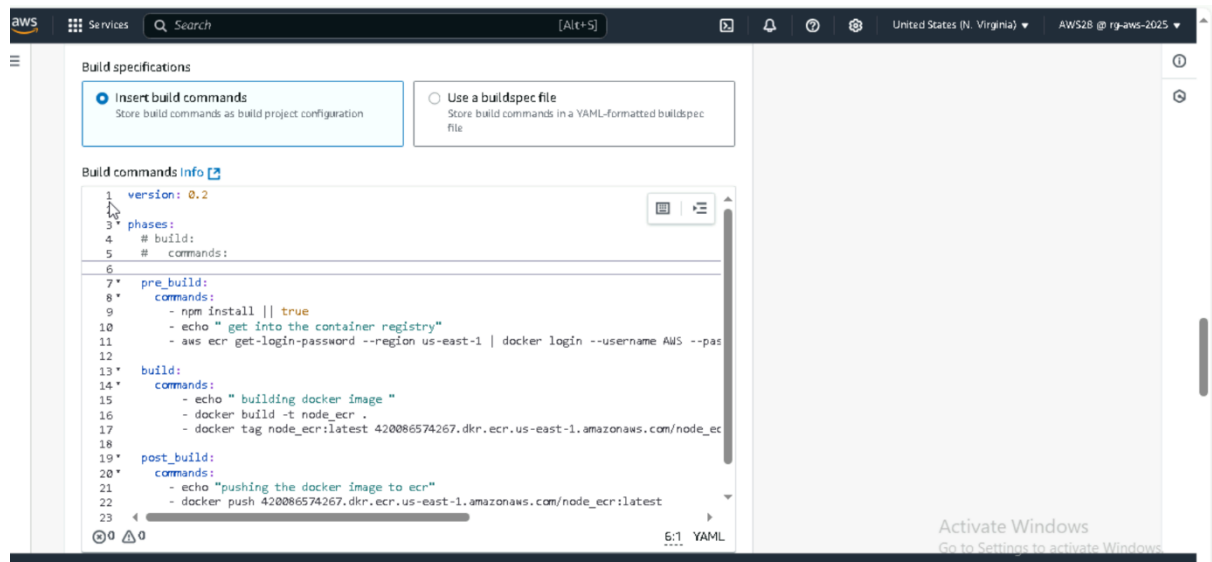 aws Services Search [Alt+S] United States (N. Virginia) ▼ AWS28 @ rg-aws-2025 ▼
Build specifications
Insert build commands
Store build commands as build project configuration
Use a buildspec file
Store build commands in a YAML-formatted buildspec
file
Build commands Info
1 version: 0.2
3 phases:
4 # build:
5 # commands:
6
7 pre_build:
8 commands:
9 - npm install || true
10 - echo " get into the container registry"
11 - aws ecr get-login-password --region us-east-1 | docker login --username AWS --pas
12
13 build:
14 commands:
15 - echo " building docker image "
16 - docker build -t node_ecr .
17 - docker tag node_ecr:latest 420086574267.dkr.ecr.us-east-1.amazonaws.com/node_ec
18
19 post_build:
20 commands:
21 - echo "pushing the docker image to ecr"
22 - docker push 420086574267.dkr.ecr.us-east-1.amazonaws.com/node_ecr:latest
23
0 0 6:1 YAML
Activate Windows
Go to Settings to activate Windows.